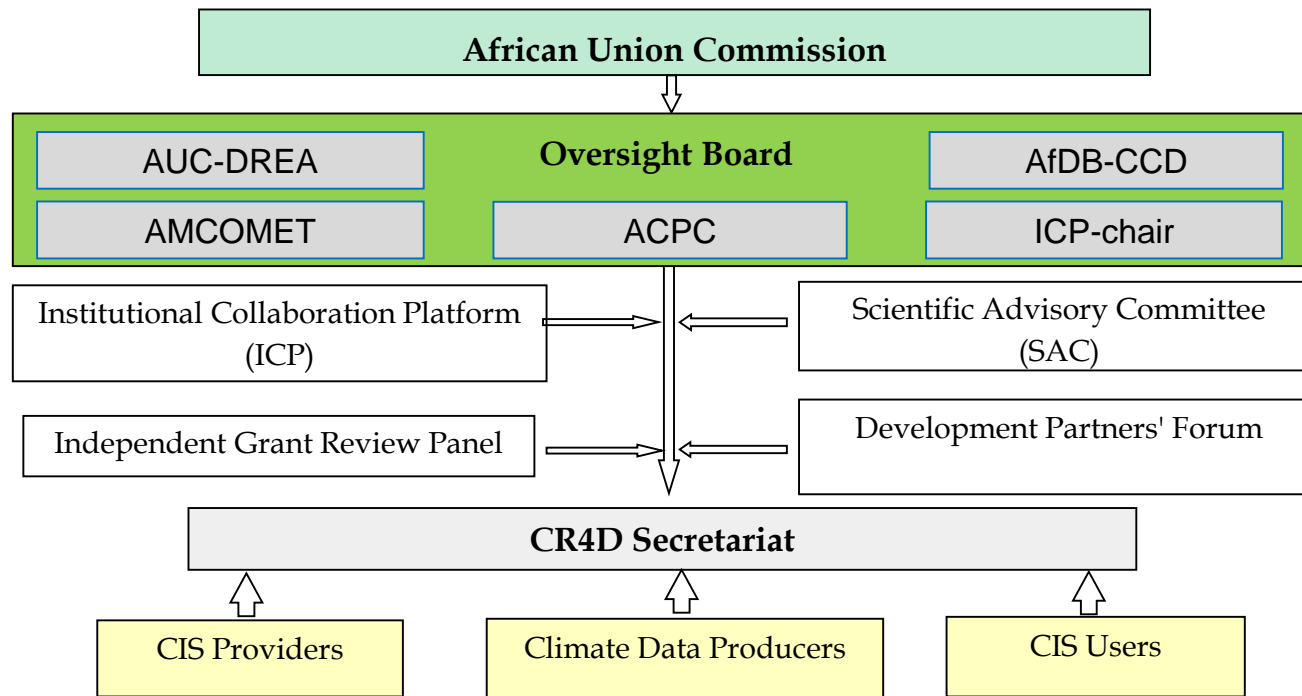 African Union Commission
Oversight Board
AUC-DREA
AfDB-CCD
AMCOMET
ACPC
ICP-chair
Institutional Collaboration Platform
(ICP)
Scientific Advisory Committee
(SAC)
Independent Grant Review Panel
Development Partners' Forum
CR4D Secretariat
CIS Providers
Climate Data Producers
CIS Users